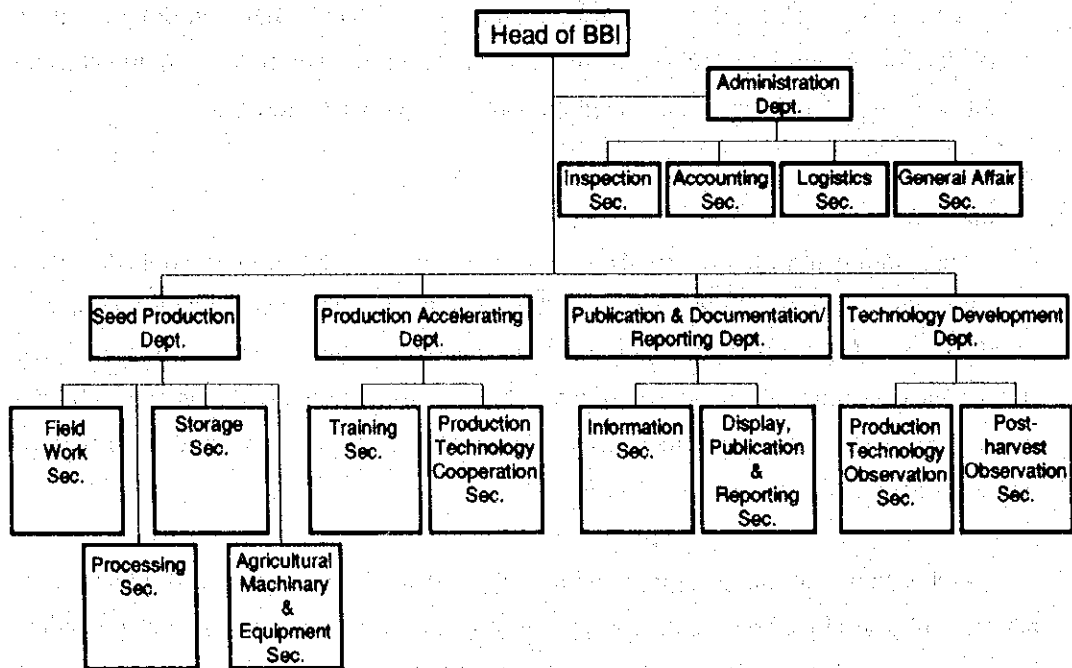 Head of BBI
Administration
Dept.
Inspection
Sec.
Accounting
Sec.
Logistics
Sec.
General Affair
Sec.
Seed Production
Dept.
Production Accelerating
Dept.
Publication & Documentation/
Reporting Dept.
Technology Development
Dept.
Field
Work
Sec.
Storage
Sec.
Training
Sec.
Production
Technology
Cooperation
Sec.
Information
Sec.
Display,
Publication
&
Reporting
Sec.
Production
Technology
Observation
Sec.
Post-
harvest
Observation
Sec.
Processing
Sec.
Agricultural
Machinary
&
Equipment
Sec.